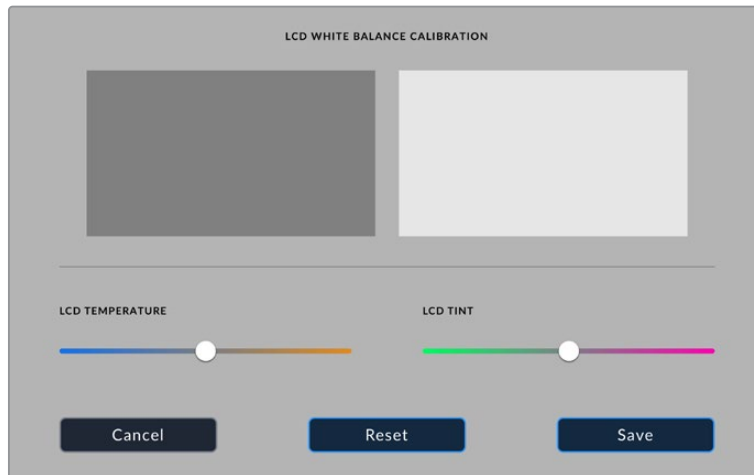 LCD WHITE BALANCE CALIBRATION
LCD TEMPERATURE
LCD TINT
Cancel
Reset
Save